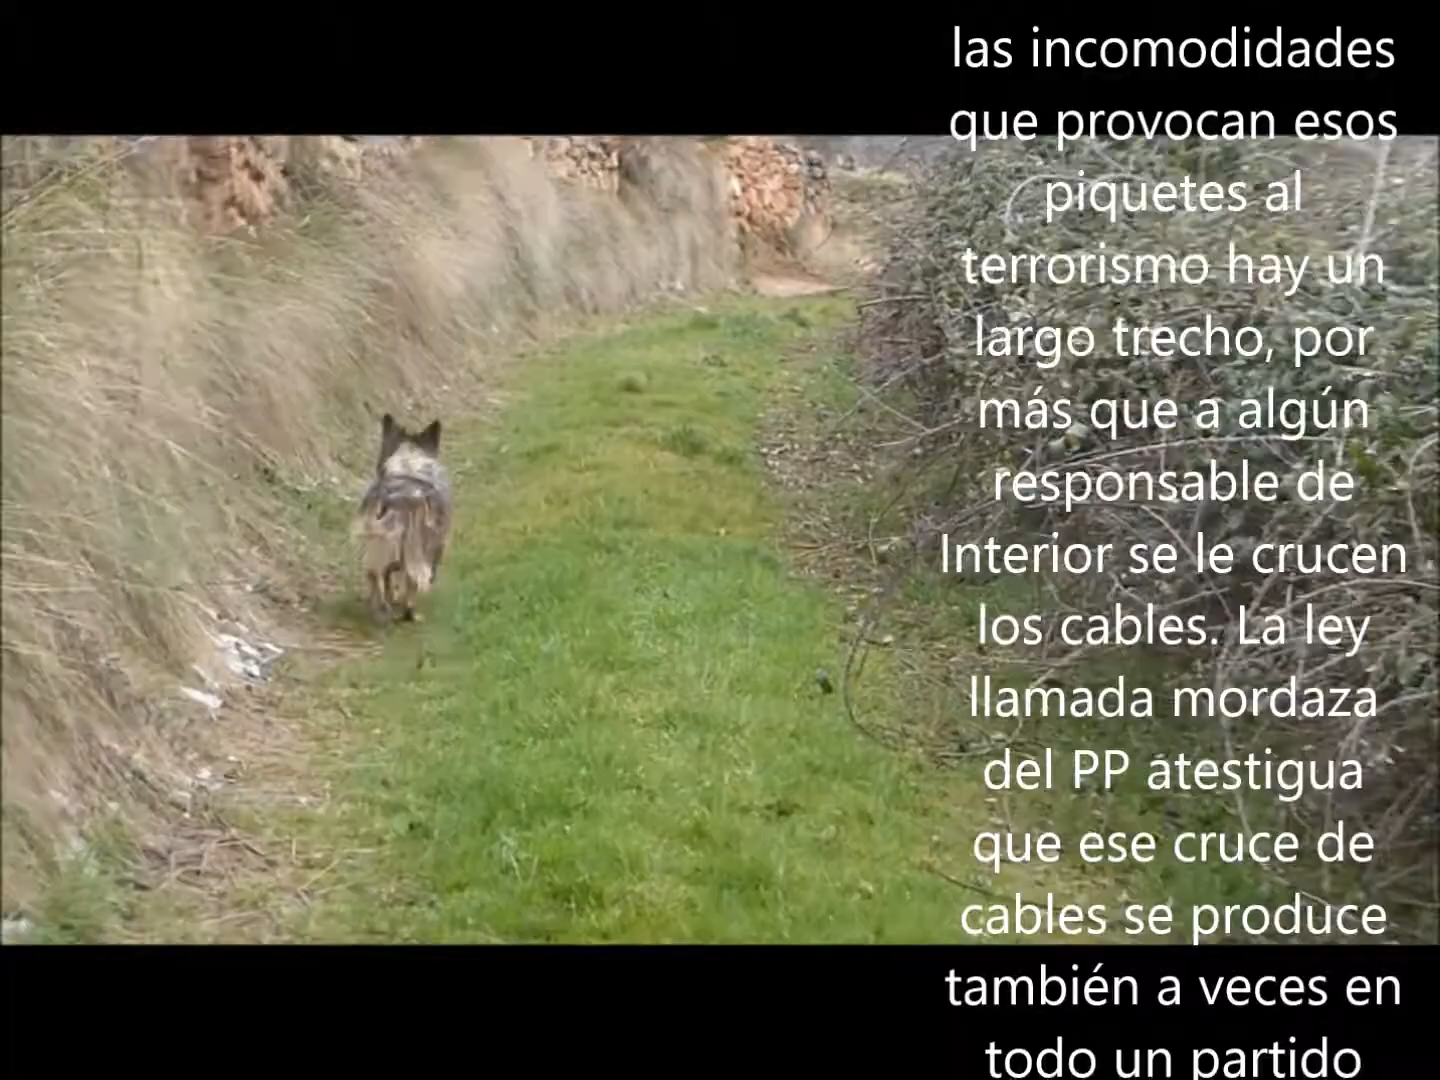 las incomodidades
que provocan esos
piquetes al
terrorismo hay un
largo trecho, por
más que a algún
responsable de
Interior se le crucen
los cables. La ley
llamada mordaza
del PP atestigua
que ese cruce de
cables se produce
también a veces en
todo un partido